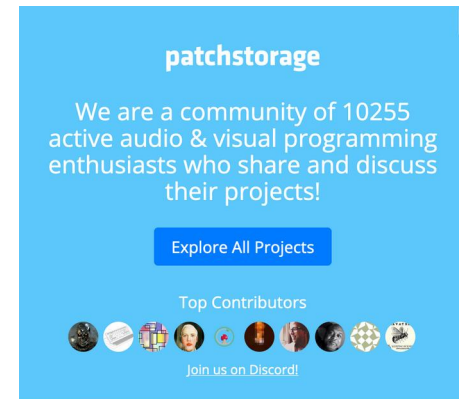 patchstorage
We are a community of 10255
active audio & visual programming
enthusiasts who share and discuss
their projects!
Explore All Projects
Top Contributors
Join us on Discord!